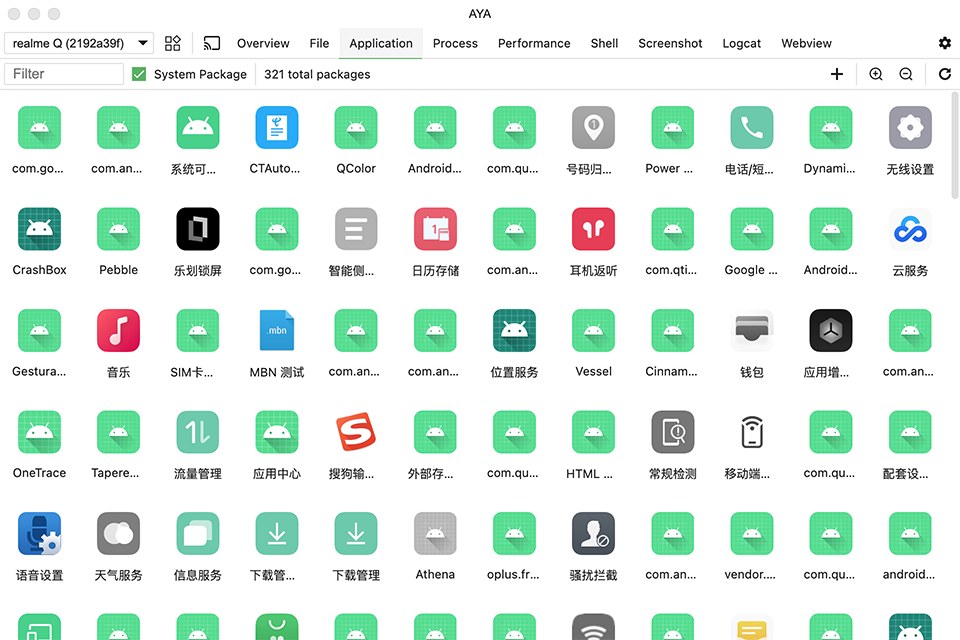 AYA
realme Q (2192a39f) Overview File Application Process Performance Shell Screenshot Logcat Webview
Filter System Package 321 total packages
com.go... com.an... 系统可... CTAuto... QColor Android... com.qu... 号码归... Power ... 电话/短... Dynami... 无线设置
1
CrashBox Pebble 乐划锁屏 com.go... 智能侧... 日历存储 com.an... 耳机返听 com.qti... Google ... Android... 云服务
1
.mbn
Gestura... 音乐 SIM卡... MBN 测试 com.an... com.an... 位置服务 Vessel Cinnam... 钱包 应用增... com.an...
OneTrace Tapere... 流量管理 应用中心 搜狗输... 外部存... com.qu... HTML ... 常规检测 移动端... com.qu... 配套设...
语音设置 天气服务 信息服务 下载管... 下载管理 Athena oplus.fr... 骚扰拦截 com.an... vendor.... com.qu... android...